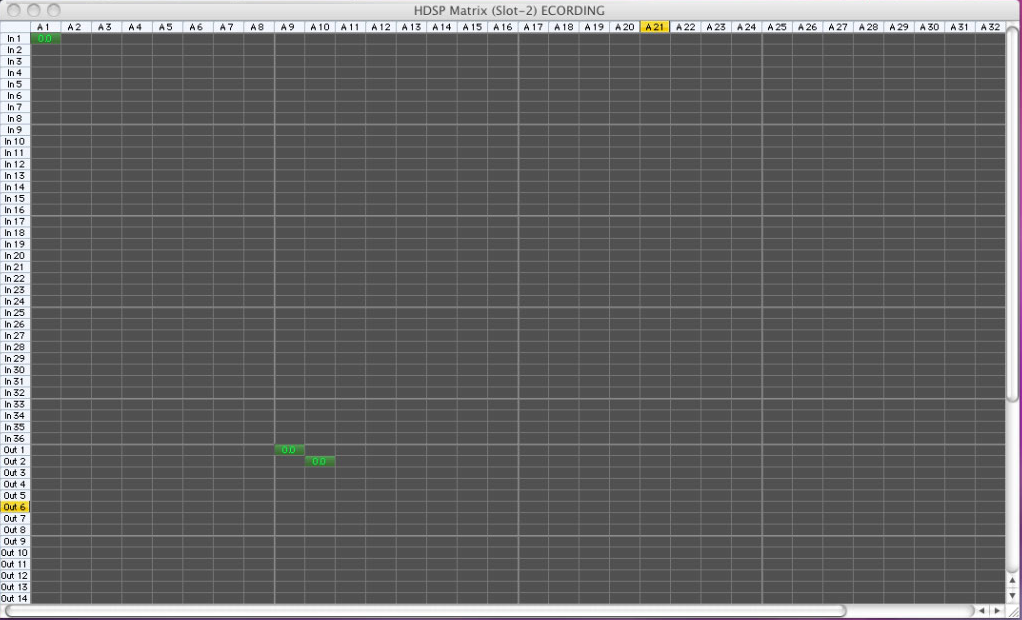 HDSP Matrix (Slot-2) ECORDING
A 1 A 2 A 3 A 4 A 5 A 6 A 7 A 8 A 9 A 10 A 11 A 12 A 13 A 14 A 15 A 16 A 17 A 18 A 19 A 20 A 21 A 22 A 23 A 24 A 25 A 26 A 27 A 28 A 29 A 30 A 31 A 32
In 1 0.0
In 2
In 3
In 4
In 5
In 6
In 7
In 8
In 9
In 10
In 11
In 12
In 13
In 14
In 15
In 16
In 17
In 18
In 19
In 20
In 21
In 22
In 23
In 24
In 25
In 26
In 27
In 28
In 29
In 30
In 31
In 32
In 33
In 34
In 35
In 36
Out 1 0.0
Out 2 0.0
Out 3
Out 4
Out 5
Out 6
Out 7
Out 8
Out 9
Out 10
Out 11
Out 12
Out 13
Out 14